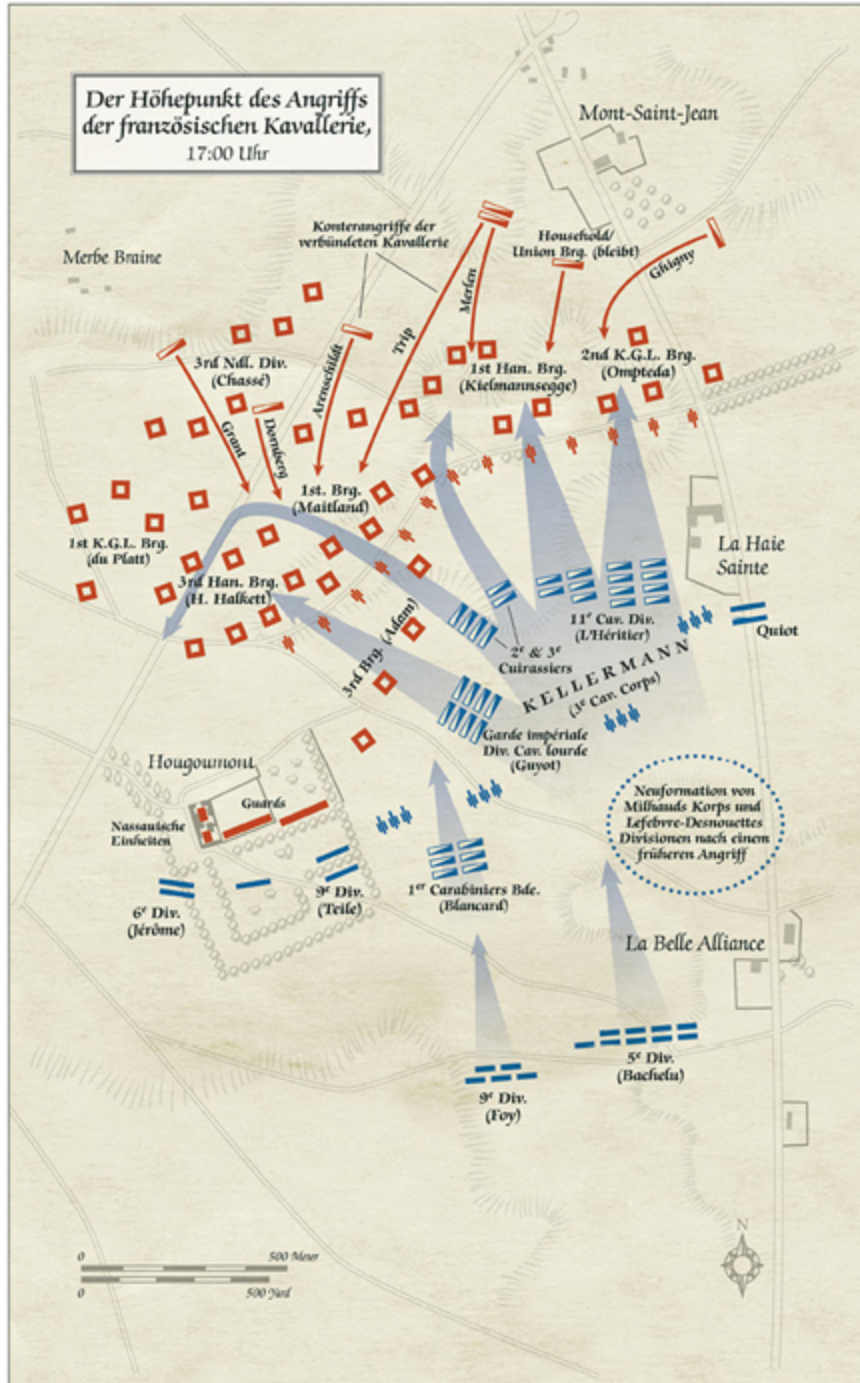 Der Höhepunkt des Angriffs
der französischen Kavallerie,
17:00 Uhr
Mont-Saint-Jean
Konterangriffe der
verbündeten Kavallerie
Household/
Union Brg. (bleibt)
Ghigny
Merbe Braine
Merlen
Trip
Arenschildt
3rd Ndl. Div.
(Chassé)
1st Han. Brg.
(Kielmannsegge)
2nd K.G.L. Brg.
(Ompteda)
Grant
Dornberg
1st. Brg.
(Maitland)
1st K.G.L. Brg.
(du Platt)
3rd Han. Brg.
(H. Halkett)
La Haie
Sainte
3rd Brg. (Adam)
2e & 3e
Cuirassiers
11e Cav. Div.
(L'Héritier)
Quiot
KELLERMANN
(3e Cav. Corps)
Garde impériale
Div. Cav. lourde
(Guyot)
Hougoumont
Guards
Nassauische
Einheiten
Neuformation von
Milhauds Korps und
Lefebvre-Desnouettes
Divisionen nach einem
früheren Angriff
6e Div.
(Jérôme)
9e Div.
(Teile)
1er Carabiniers Bde.
(Blancard)
La Belle Alliance
5e Div.
(Bachelu)
9e Div.
(Foy)
N
0 500 Meter
0 500 Yard